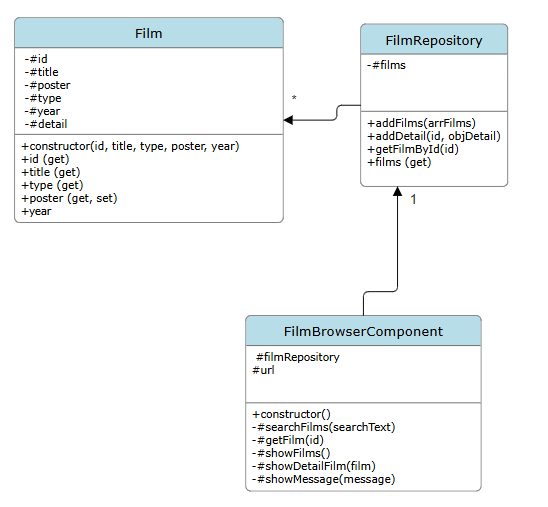 Film
-#id
-#title
-#poster
-#type
-#year
-#detail
+constructor(id, title, type, poster, year)
+id (get)
+title (get)
+type (get)
+poster (get, set)
+year
*
FilmRepository
-#films
+addFilms(arrFilms)
+addDetail(id, objDetail)
+getFilmById(id)
+films (get)
1
FilmBrowserComponent
#filmRepository
#url
+constructor()
-#searchFilms(searchText)
-#getFilm(id)
-#showFilms()
-#showDetailFilm(film)
-#showMessage(message)